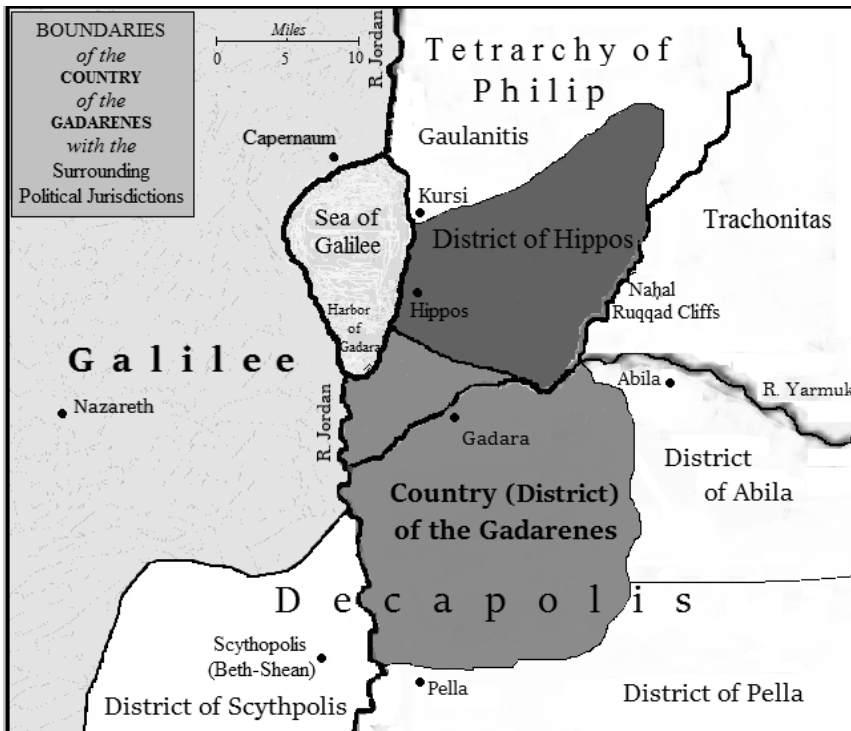 BOUNDARIES
of the
COUNTRY
of the
GADARENES
with the
Surrounding
Political Jurisdictions
Miles
0 5 10
R. Jordan
Tetrarchy of
Philip
Gaulanitis
Capernaum
Kursi
Sea of
Galilee
District of Hippos
Trachonitas
Hippos
Harbor
of
Gadara
Naḥal
Ruqqad Cliffs
Galilee
Nazareth
R. Jordan
Abila
R. Yarmuk
Gadara
District
of Abila
Country (District)
of the Gadarenes
Decapolis
Scythopolis
(Beth-Shean)
District of Scythpolis
Pella
District of Pella